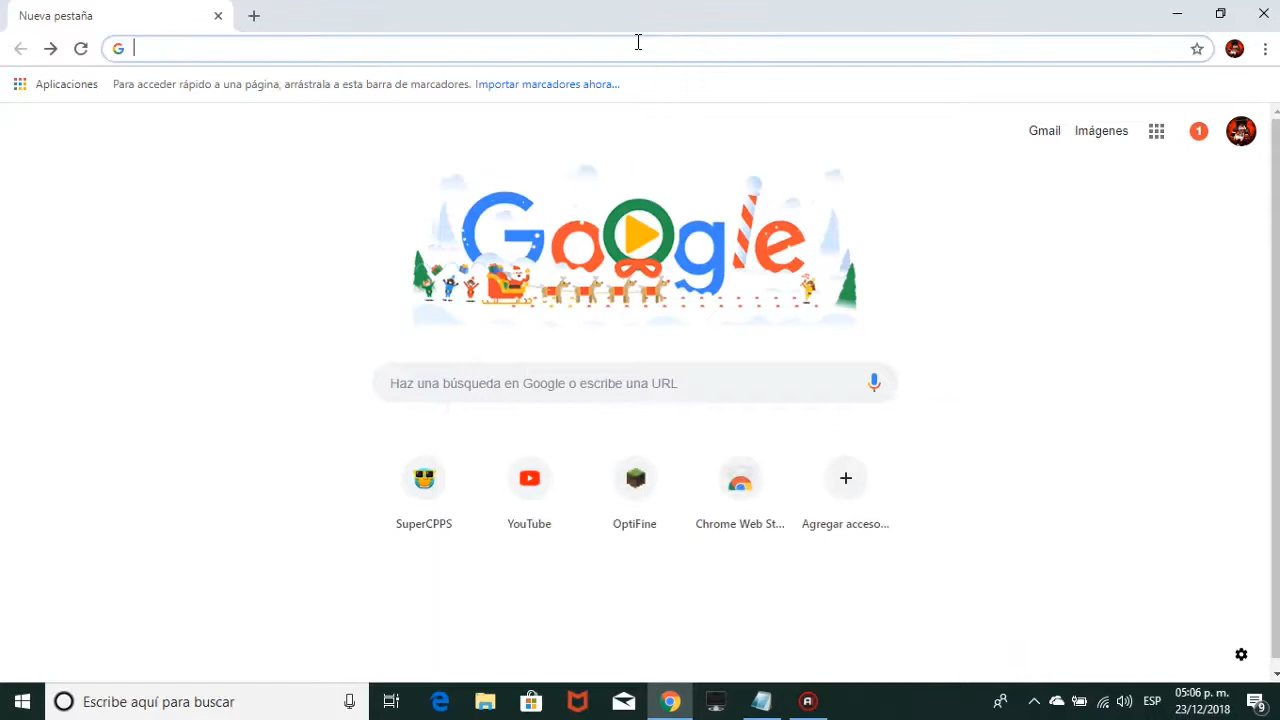 Nueva pestaña
Aplicaciones Para acceder rápido a una página, arrástrala a esta barra de marcadores. Importar marcadores ahora...
Gmail Imágenes 1
Google
Haz una búsqueda en Google o escribe una URL
SuperCPPS YouTube OptiFine Chrome Web St... Agregar acceso...
Escribe aquí para buscar
ESP
05:06 p. m.
23/12/2018
9